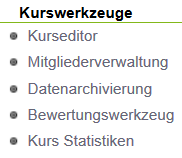 Kurswerkzeuge
Kurseditor
Mitgliederverwaltung
Datenarchivierung
Bewertungswerkzeug
Kurs Statistiken